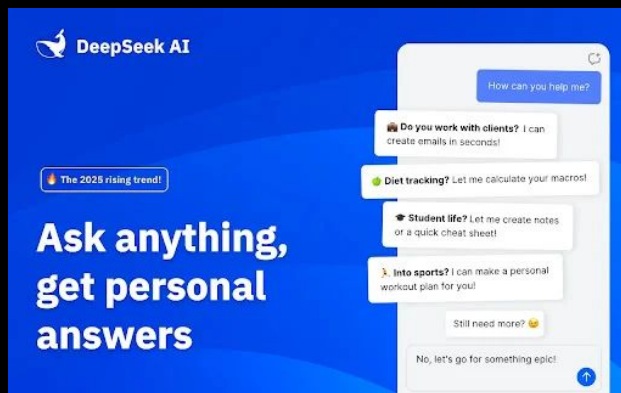 DeepSeek AI
🔥 The 2025 rising trend!
Ask anything,
get personal
answers
How can you help me?
Do you work with clients? I can
create emails in seconds!
🍏 Diet tracking? Let me calculate your macros!
🎓 Student life? Let me create notes
or a quick cheat sheet!
Into sports? I can make a personal
workout plan for you!
Still need more? 😉
No, let's go for something epic!